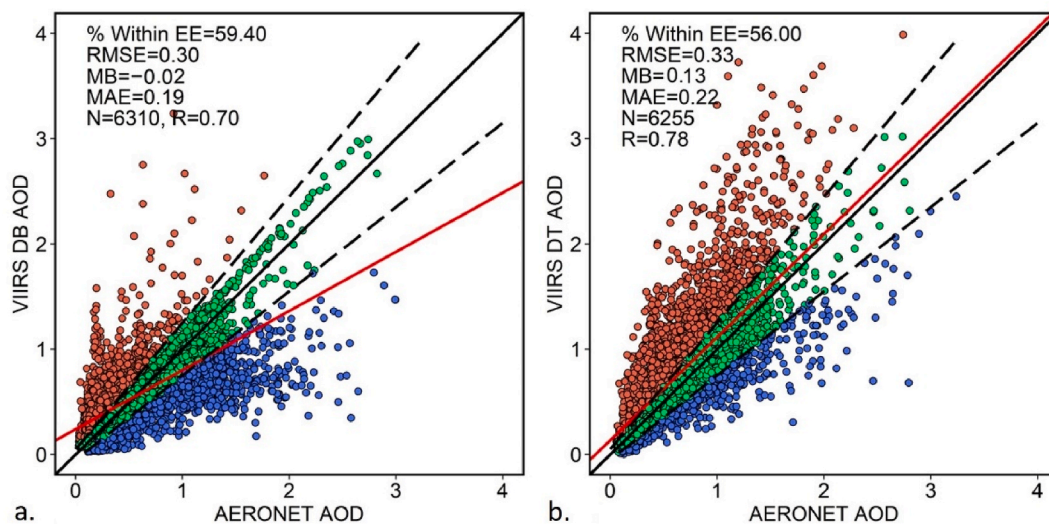 % Within EE=59.40
RMSE=0.30
MB=−0.02
MAE=0.19
N=6310, R=0.70
4
3
2
1
0
VIIRS DB AOD
0 1 2 3 4
AERONET AOD
a.
% Within EE=56.00
RMSE=0.33
MB=0.13
MAE=0.22
N=6255
R=0.78
4
3
2
1
0
VIIRS DT AOD
0 1 2 3 4
AERONET AOD
b.